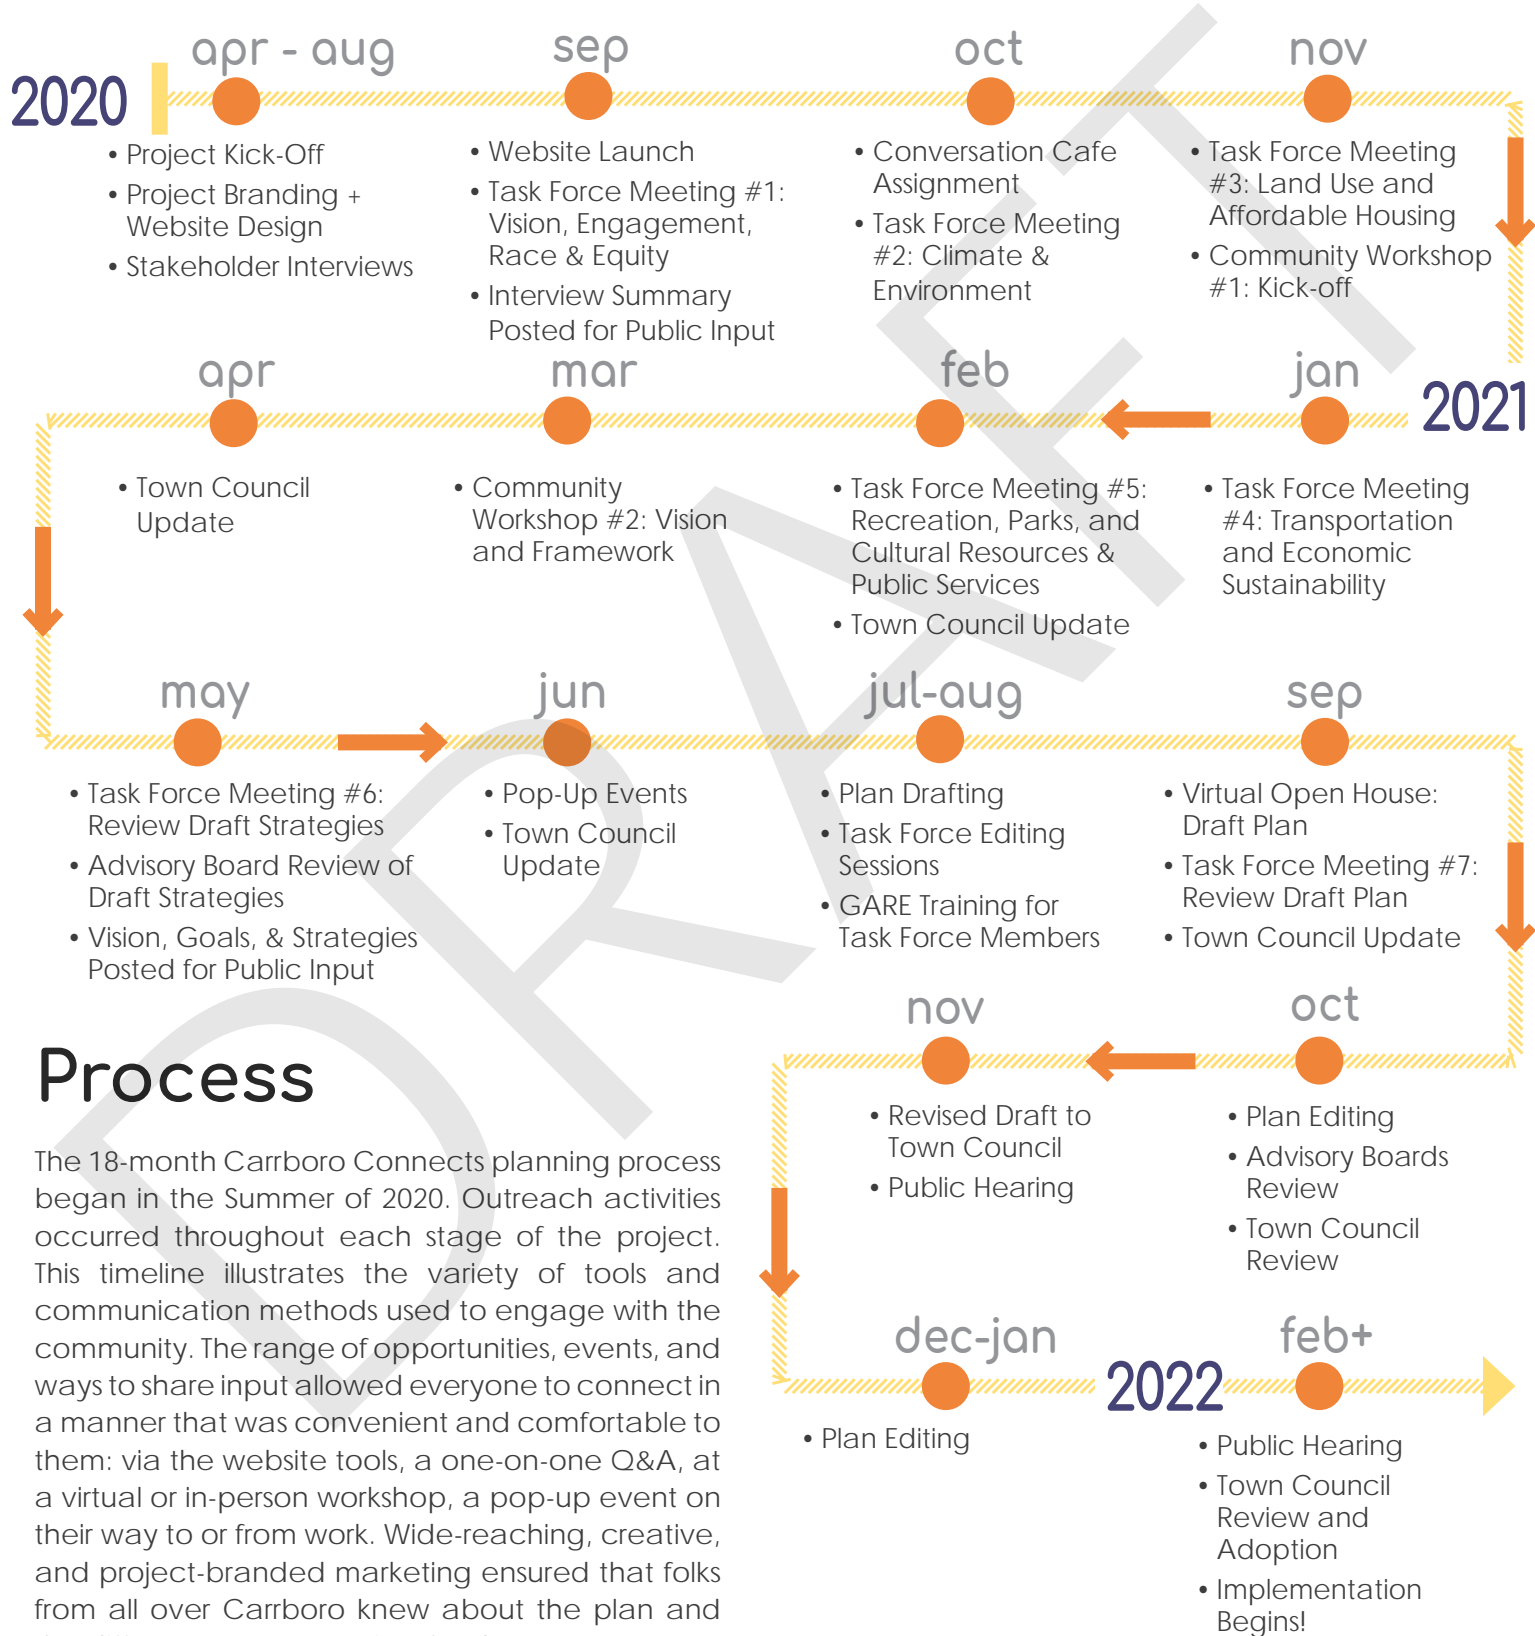 2020
apr - aug
• Project Kick-Off
• Project Branding +
Website Design
• Stakeholder Interviews
sep
• Website Launch
• Task Force Meeting #1:
Vision, Engagement,
Race & Equity
• Interview Summary
Posted for Public Input
oct
• Conversation Cafe
Assignment
• Task Force Meeting
#2: Climate &
Environment
nov
• Task Force Meeting
#3: Land Use and
Affordable Housing
• Community Workshop
#1: Kick-off
2021
jan
• Task Force Meeting
#4: Transportation
and Economic
Sustainability
feb
• Task Force Meeting #5:
Recreation, Parks, and
Cultural Resources &
Public Services
• Town Council Update
mar
• Community
Workshop #2: Vision
and Framework
apr
• Town Council
Update
may
• Task Force Meeting #6:
Review Draft Strategies
• Advisory Board Review of
Draft Strategies
• Vision, Goals, & Strategies
Posted for Public Input
jun
• Pop-Up Events
• Town Council
Update
jul-aug
• Plan Drafting
• Task Force Editing
Sessions
• GARE Training for
Task Force Members
sep
• Virtual Open House:
Draft Plan
• Task Force Meeting #7:
Review Draft Plan
• Town Council Update
oct
• Plan Editing
• Advisory Boards
Review
• Town Council
Review
nov
• Revised Draft to
Town Council
• Public Hearing
dec-jan
• Plan Editing
2022
feb+
• Public Hearing
• Town Council
Review and
Adoption
• Implementation
Begins!
Process
The 18-month Carrboro Connects planning process
began in the Summer of 2020. Outreach activities
occurred throughout each stage of the project.
This timeline illustrates the variety of tools and
communication methods used to engage with the
community. The range of opportunities, events, and
ways to share input allowed everyone to connect in
a manner that was convenient and comfortable to
them: via the website tools, a one-on-one Q&A, at
a virtual or in-person workshop, a pop-up event on
their way to or from work. Wide-reaching, creative,
and project-branded marketing ensured that folks
from all over Carrboro knew about the plan and
DRAFT